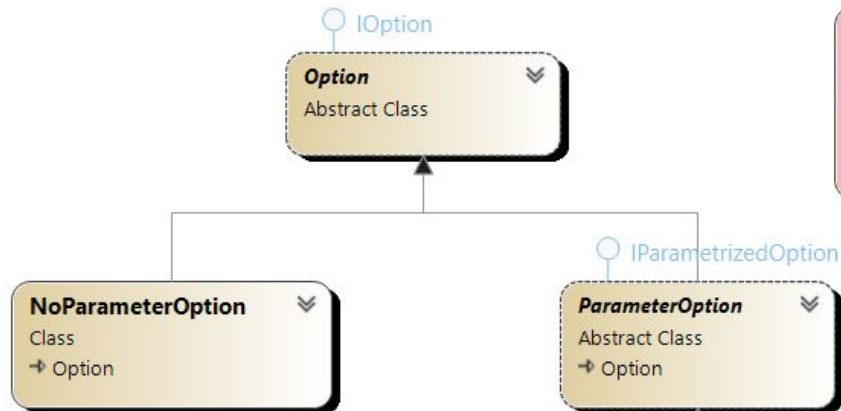 IOption
Option
Abstract Class
IParametrizedOption
NoParameterOption
Class
Option
ParameterOption
Abstract Class
Option